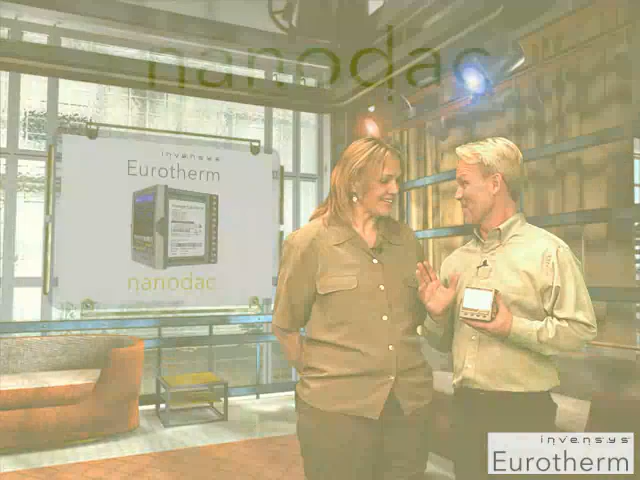 nanodac
invensys
Eurotherm
nanodac
invensys
Eurotherm